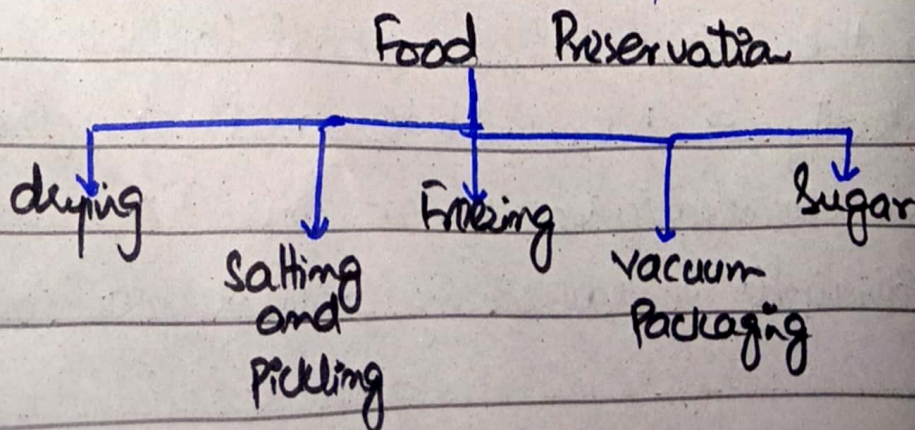 Food Preservation
drying
Salting
and
Pickling
Freezing
vacuum
Packaging
Sugar